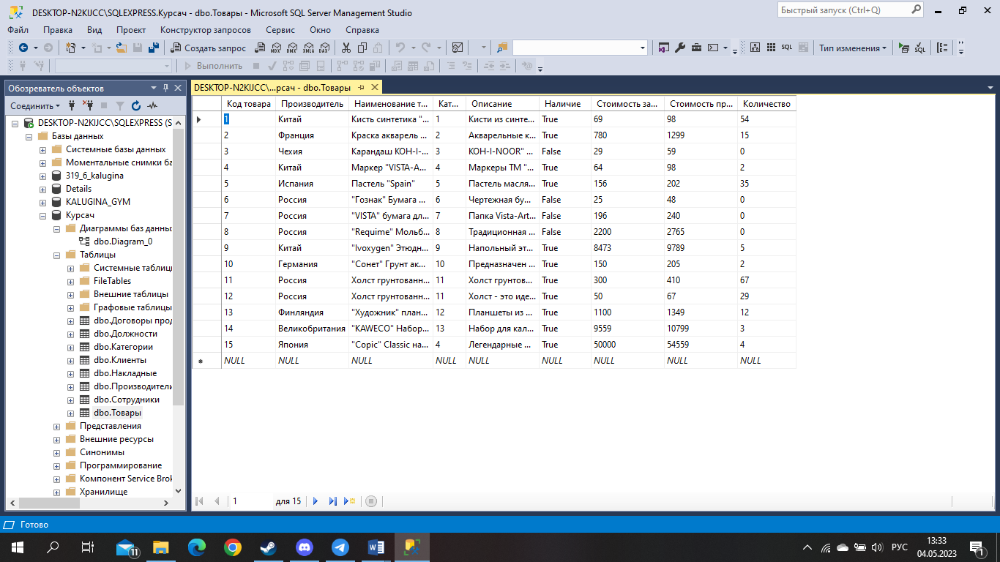 DESKTOP-N2KIJCC\SQLEXPRESS.Курсач - dbo.Товары - Microsoft SQL Server Management Studio
Быстрый запуск (Ctrl+Q)
Файл Правка Вид Проект Конструктор запросов Сервис Окно Справка
Создать запрос MDX DMX XMLA DAX SQL Тип изменения
Выполнить
Обозреватель объектов
Соединить
DESKTOP-N2KIJCC\SQLEXPRESS (S
Базы данных
Системные базы данных
Моментальные снимки ба
319_6_kalugina
Details
KALUGINA_GYM
Курсач
Диаграммы баз данны
dbo.Diagram_0
Таблицы
Системные таблиц
FileTables
Внешние таблицы
Графовые таблицы
dbo.Договоры прод
dbo.Должности
dbo.Категории
dbo.Клиенты
dbo.Накладные
dbo.Производители
dbo.Сотрудники
dbo.Товары
Представления
Внешние ресурсы
Синонимы
Программирование
Компонент Service Brok
Хранилище
DESKTOP-N2KIJCC\...рсач - dbo.Товары
Код товара Производитель Наименование т... Кат... Описание Наличие Стоимость за... Стоимость пр... Количество
1 Китай Кисть синтетика "... 1 Кисти из синте... True 69 98 54
2 Франция Краска акварель ... 2 Акварельные к... True 780 1299 15
3 Чехия Карандаш KOH-I-... 3 KOH-I-NOOR" ... False 29 59 0
4 Китай Маркер "VISTA-A... 4 Маркеры ТМ "... True 64 98 2
5 Испания Пастель "Spain" 5 Пастель масля... True 156 202 35
6 Россия "Гознак" Бумага ... 6 Чертежная бу... False 25 48 0
7 Россия "VISTA" бумага дл... 7 Папка Vista-Art... False 196 240 0
8 Россия "Requime" Мольб... 8 Традиционная ... False 2200 2765 0
9 Китай "Ivoxygen" Этюдн... 9 Напольный эт... True 8473 9789 5
10 Германия "Сонет" Грунт ак... 10 Предназначен ... True 150 205 2
11 Россия Холст грунтованн... 11 Холст грунтов... True 300 410 67
12 Россия Холст грунтованн... 11 Холст - это иде... True 50 67 29
13 Финляндия "Художник" план... 12 Планшеты из ... True 1100 1349 12
14 Великобритания "KAWECO" Набор... 13 Набор для кал... True 9559 10799 3
15 Япония "Copic" Classic на... 4 Легендарные ... True 50000 54559 4
NULL NULL NULL NULL NULL NULL NULL NULL NULL
1 для 15
Готово
11
РУС
13:33
04.05.2023
1